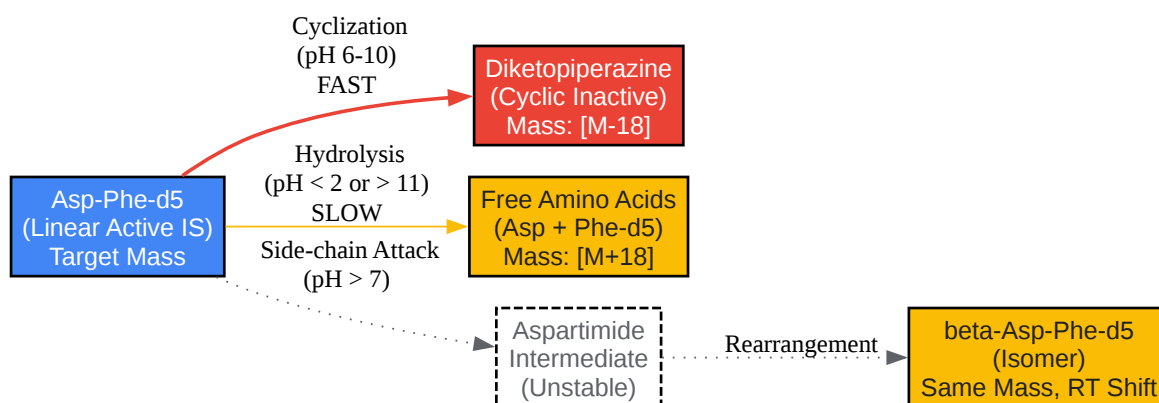 Cyclization
(pH 6-10)
FAST
Diketopiperazine
(Cyclic Inactive)
Mass: [M-18]
Hydrolysis
(pH < 2 or > 11)
SLOW
Asp-Phe-d5
(Linear Active IS)
Target Mass
Free Amino Acids
(Asp + Phe-d5)
Mass: [M+18]
Side-chain Attack
(pH > 7)
Aspartimide
Intermediate
(Unstable)
Rearrangement
beta-Asp-Phe-d5
(Isomer)
Same Mass, RT Shift